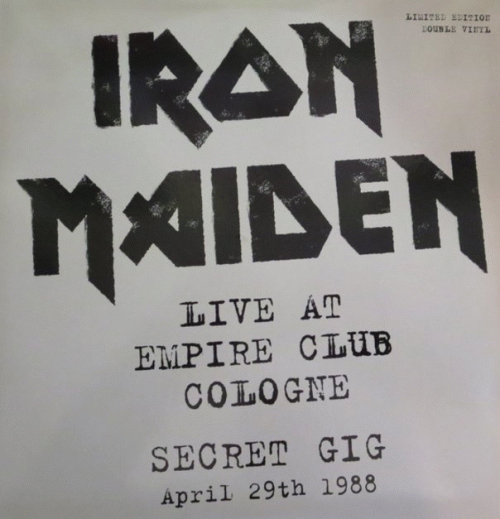 LIMITED EDITION
DOUBLE VINYL
IRON
MAIDEN
LIVE AT
EMPIRE CLUB
COLOGNE
SECRET GIG
April 29th 1988